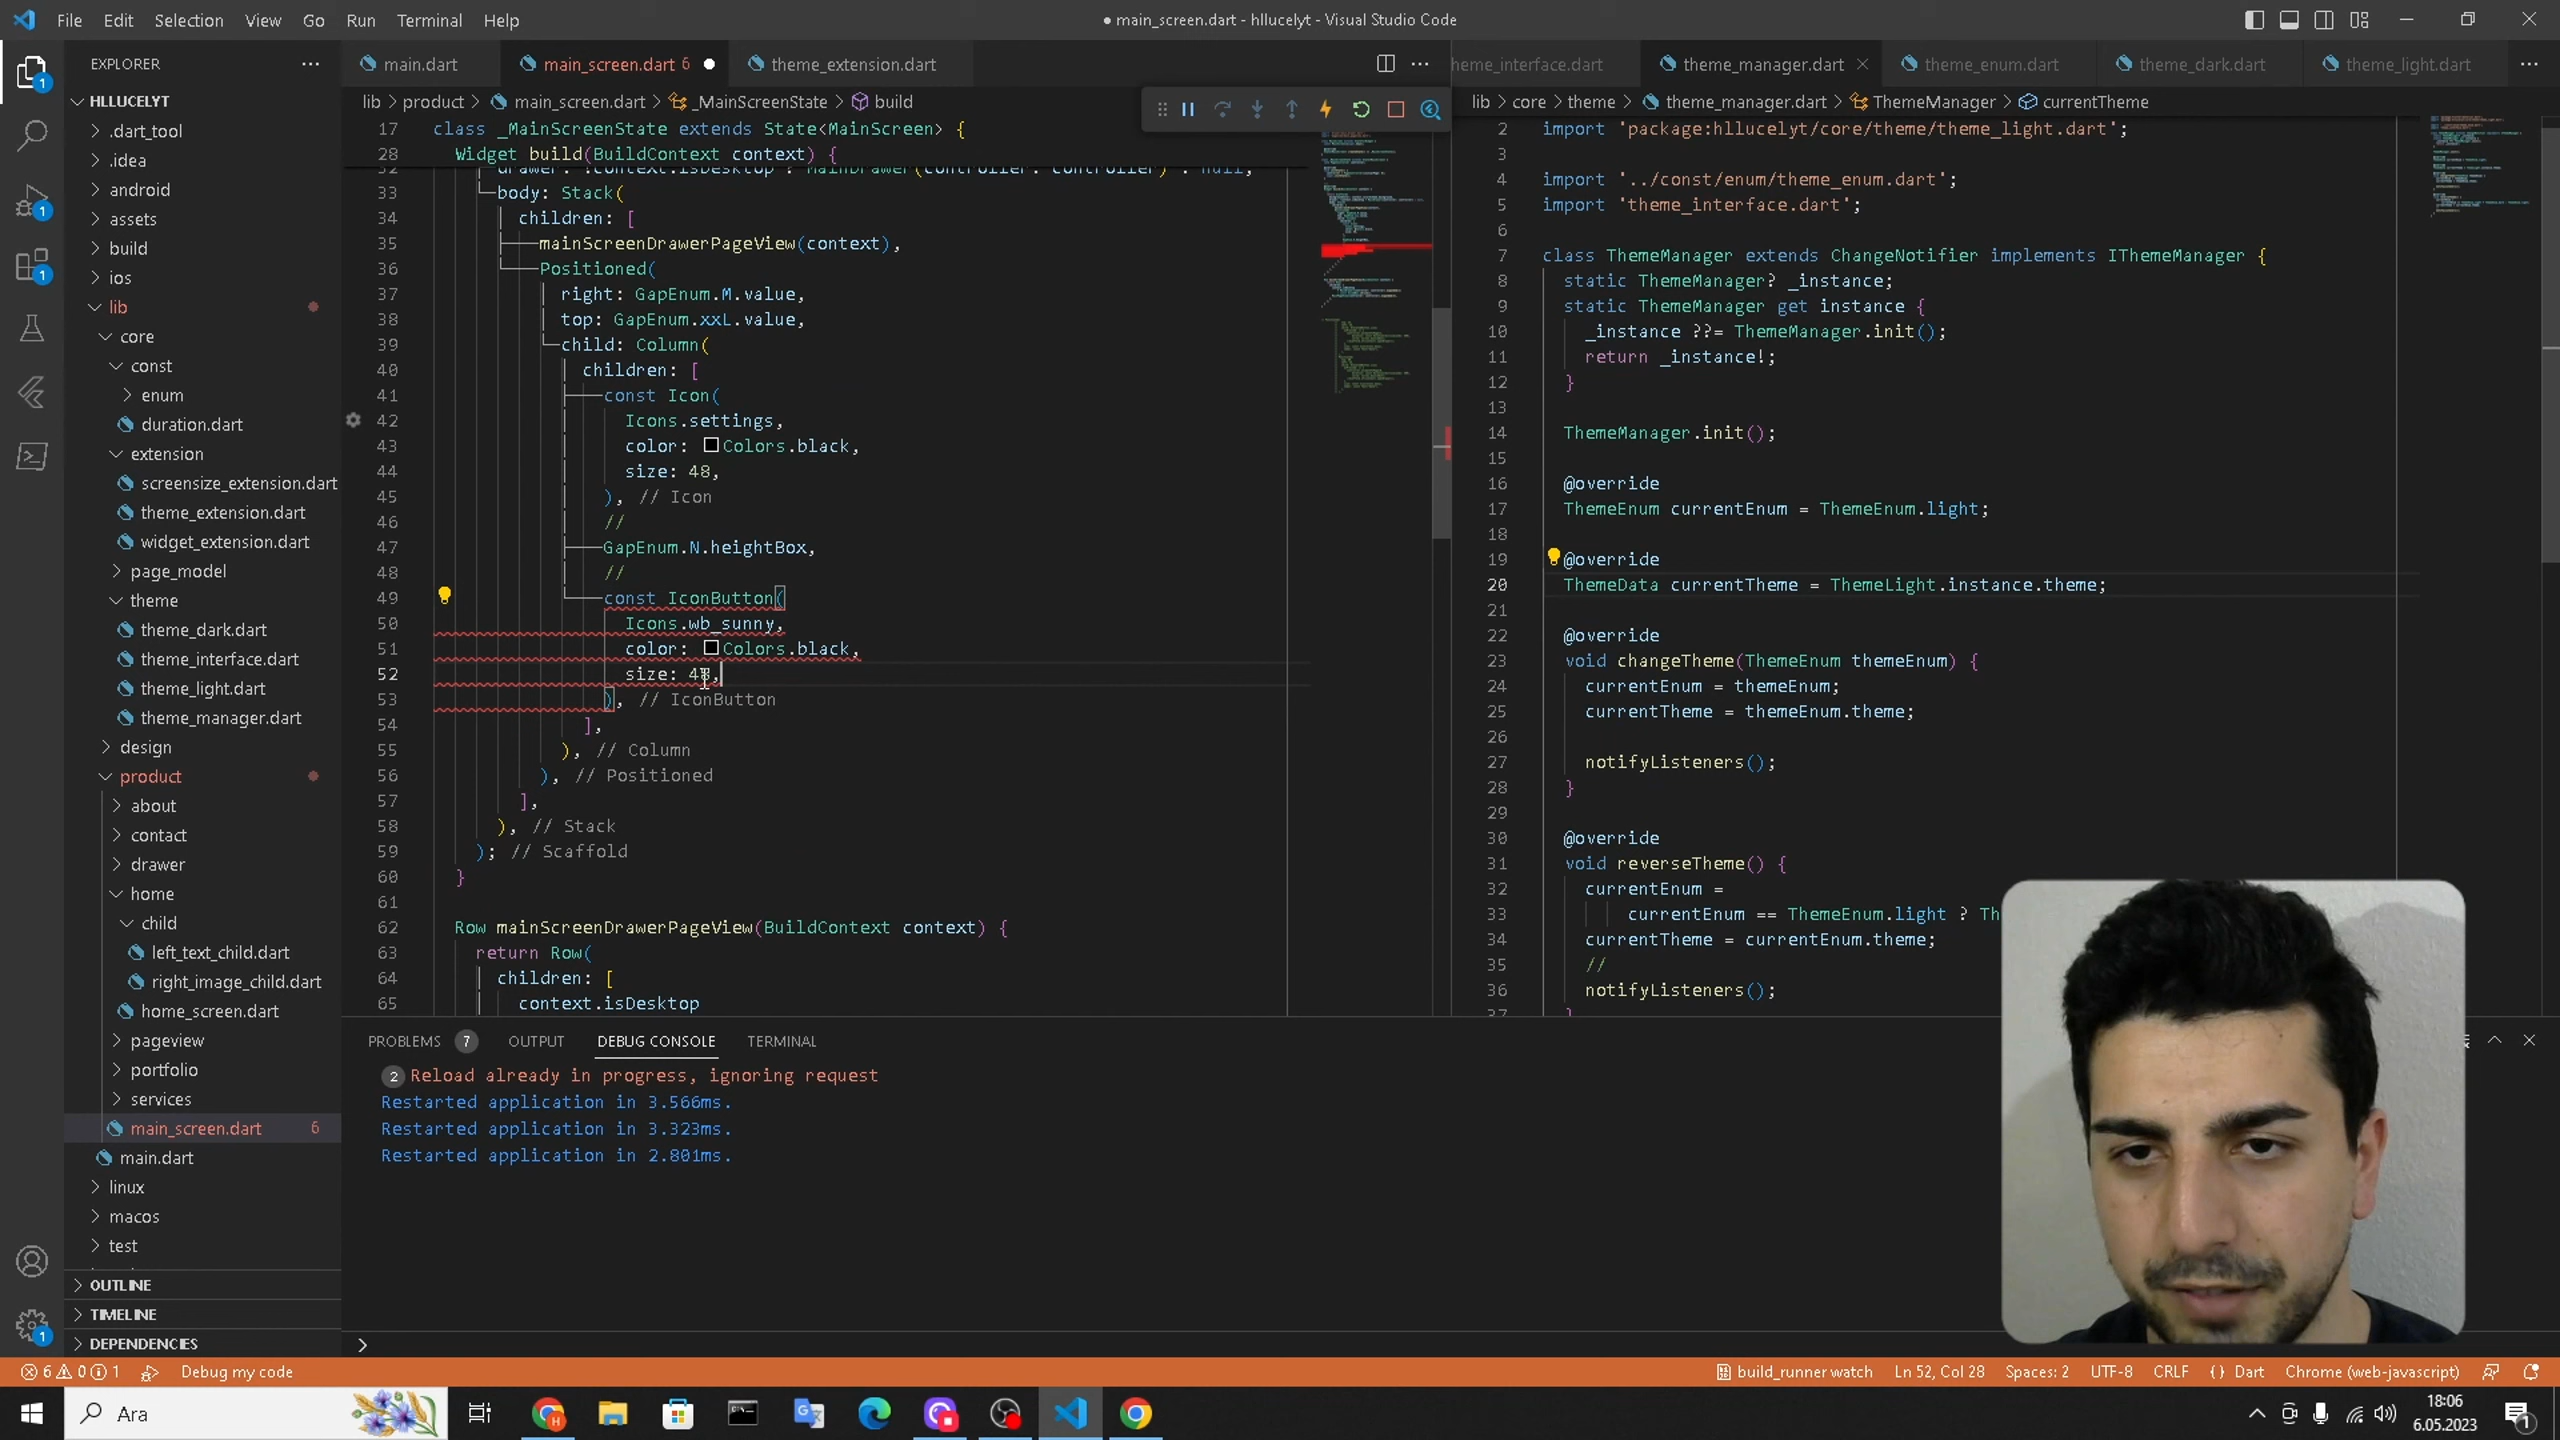 File Edit Selection View Go Run Terminal Help
● main_screen.dart - hllucelyt - Visual Studio Code
EXPLORER
HLLUCELYT
.dart_tool
.idea
android
assets
build
ios
lib
core
const
enum
duration.dart
extension
screensize_extension.dart
theme_extension.dart
widget_extension.dart
page_model
theme
theme_dark.dart
theme_interface.dart
theme_light.dart
theme_manager.dart
design
product
about
contact
drawer
home
child
left_text_child.dart
right_image_child.dart
home_screen.dart
pageview
portfolio
services
main_screen.dart 6
main.dart
linux
macos
test
OUTLINE
TIMELINE
DEPENDENCIES
main.dart main_screen.dart 6 ● theme_extension.dart
lib > product > main_screen.dart > _MainScreenState > build
17 class _MainScreenState extends State<MainScreen> {
28 Widget build(BuildContext context) {
32 drawer: !context.isDesktop ? MainDrawer(controller: controller) : null,
33 body: Stack(
34 children: [
35 mainScreenDrawerPageView(context),
36 Positioned(
37 right: GapEnum.M.value,
38 top: GapEnum.xxL.value,
39 child: Column(
40 children: [
41 const Icon(
42 Icons.settings,
43 color: Colors.black,
44 size: 48,
45 ), // Icon
46 //
47 GapEnum.N.heightBox,
48 //
49 const IconButton(
50 Icons.wb_sunny,
51 color: Colors.black,
52 size: 48,
53 ), // IconButton
54 ],
55 ), // Column
56 ), // Positioned
57 ],
58 ), // Stack
59 ); // Scaffold
60 }
61
62 Row mainScreenDrawerPageView(BuildContext context) {
63 return Row(
64 children: [
65 context.isDesktop
heme_interface.dart theme_manager.dart theme_enum.dart theme_dark.dart theme_light.dart
lib > core > theme > theme_manager.dart > ThemeManager > currentTheme
2 import 'package:hllucelyt/core/theme/theme_light.dart';
3
4 import '../const/enum/theme_enum.dart';
5 import 'theme_interface.dart';
6
7 class ThemeManager extends ChangeNotifier implements IThemeManager {
8 static ThemeManager? _instance;
9 static ThemeManager get instance {
10 _instance ??= ThemeManager.init();
11 return _instance!;
12 }
13
14 ThemeManager.init();
15
16 @override
17 ThemeEnum currentEnum = ThemeEnum.light;
18
19 @override
20 ThemeData currentTheme = ThemeLight.instance.theme;
21
22 @override
23 void changeTheme(ThemeEnum themeEnum) {
24 currentEnum = themeEnum;
25 currentTheme = themeEnum.theme;
26
27 notifyListeners();
28 }
29
30 @override
31 void reverseTheme() {
32 currentEnum =
33 currentEnum == ThemeEnum.light ? Th
34 currentTheme = currentEnum.theme;
35 //
36 notifyListeners();
37 }
PROBLEMS 7 OUTPUT DEBUG CONSOLE TERMINAL
2 Reload already in progress, ignoring request
Restarted application in 3.566ms.
Restarted application in 3.323ms.
Restarted application in 2.801ms.
6 0 1 Debug my code
build_runner watch Ln 52, Col 28 Spaces: 2 UTF-8 CRLF {} Dart Chrome (web-javascript)
Ara
18:06
6.05.2023